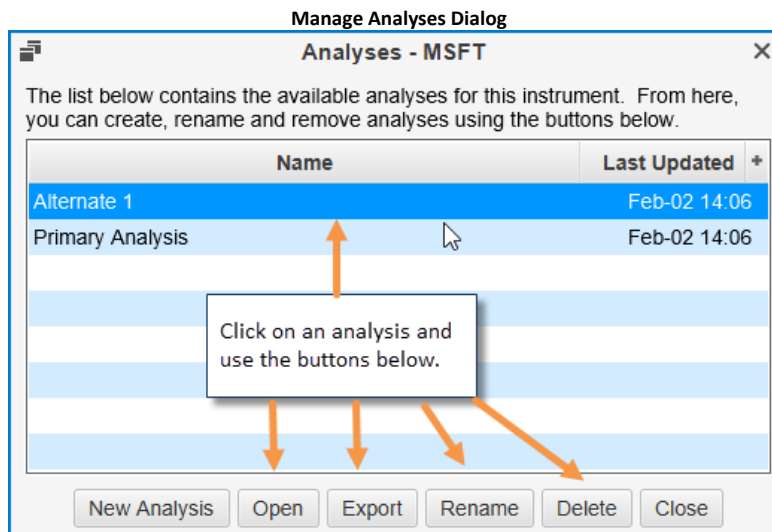 Manage Analyses Dialog
Analyses - MSFT
The list below contains the available analyses for this instrument.  From here,
you can create, rename and remove analyses using the buttons below.
Name Last Updated +
Alternate 1 Feb-02 14:06
Primary Analysis Feb-02 14:06
Click on an analysis and
use the buttons below.
New Analysis Open Export Rename Delete Close